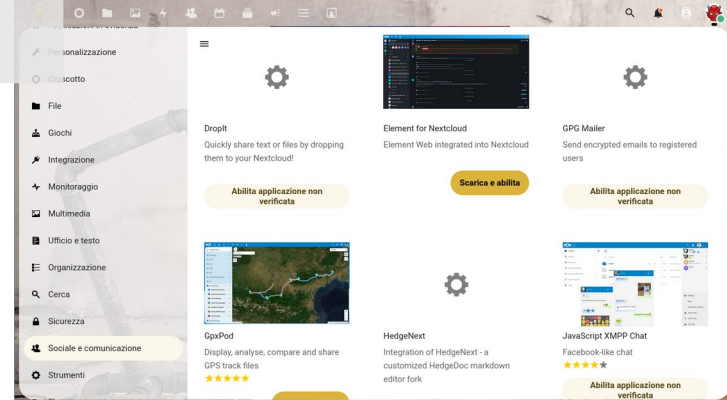 Personalizzazione
Cruscotto
File
Giochi
Integrazione
Monitoraggio
Multimedia
Ufficio e testo
Organizzazione
Cerca
Sicurezza
Sociale e comunicazione
Strumenti
DropIt
Quickly share text or files by dropping
them to your Nextcloud!
Abilita applicazione non
verificata
Element for Nextcloud
Element Web integrated into Nextcloud
Scarica e abilita
GPG Mailer
Send encrypted emails to registered
users
Abilita applicazione non
verificata
GpxPod
Display, analyse, compare and share
GPS track files
HedgeNext
Integration of HedgeNext - a
customized HedgeDoc markdown
editor fork
JavaScript XMPP Chat
Facebook-like chat
Abilita applicazione non
verificata